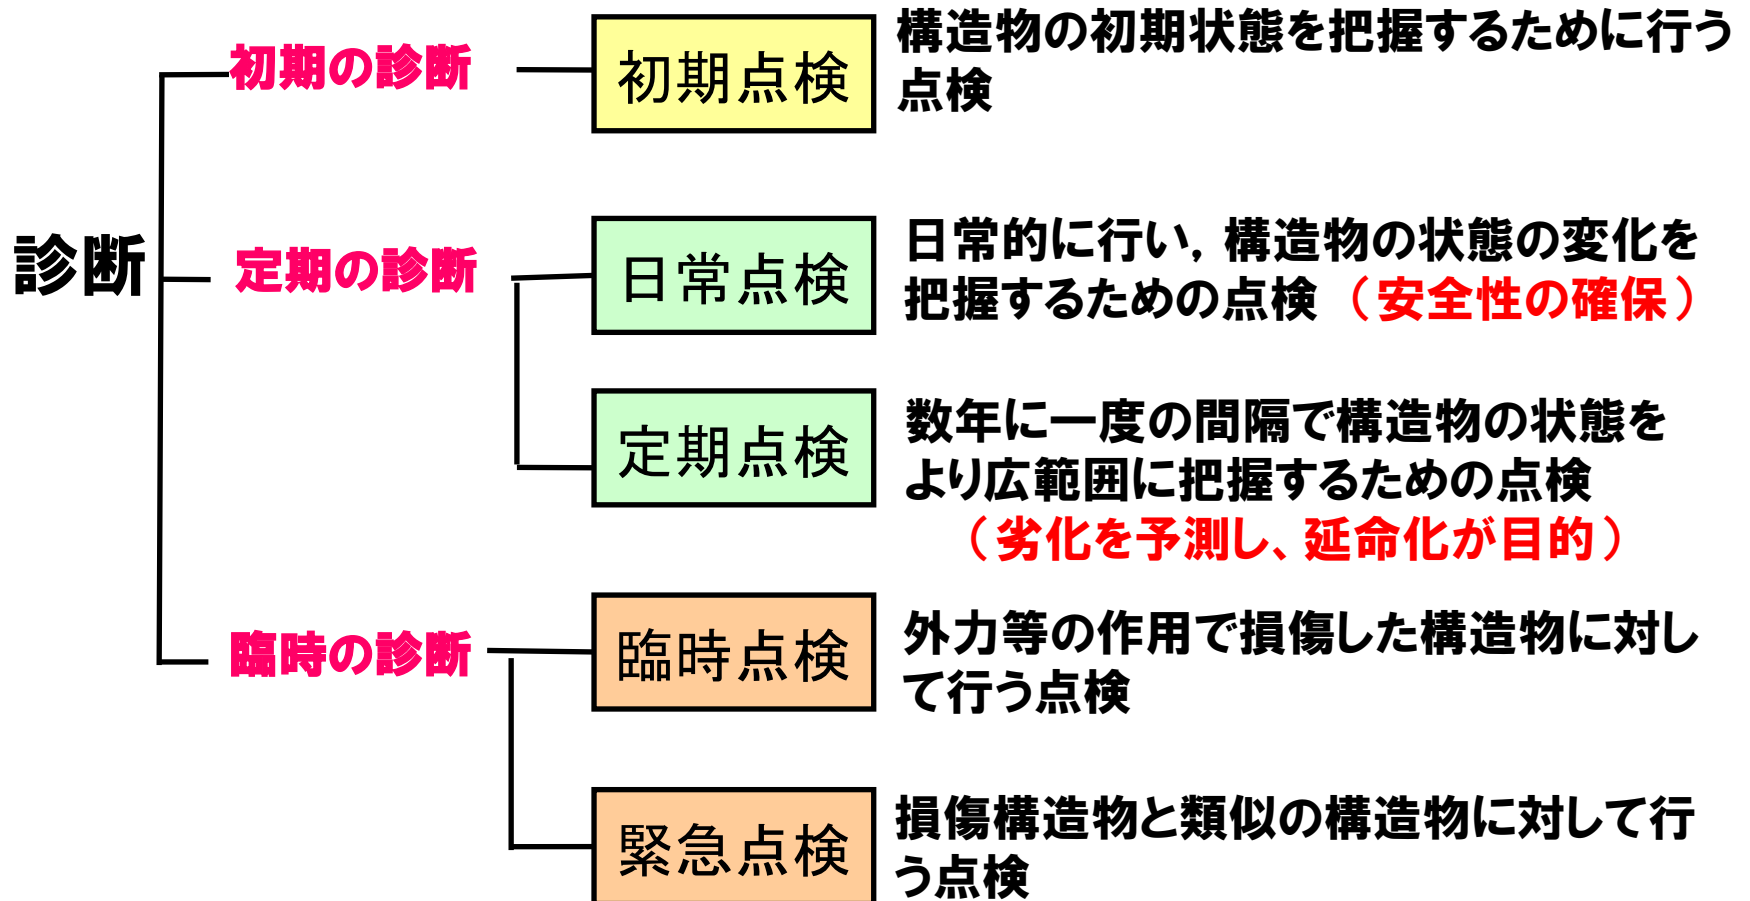 診断
初期の診断
初期点検
構造物の初期状態を把握するために行う
点検
定期の診断
日常点検
日常的に行い，構造物の状態の変化を
把握するための点検（安全性の確保）
定期点検
数年に一度の間隔で構造物の状態を
より広範囲に把握するための点検
（劣化を予測し、延命化が目的）
臨時の診断
臨時点検
外力等の作用で損傷した構造物に対し
て行う点検
緊急点検
損傷構造物と類似の構造物に対して行
う点検